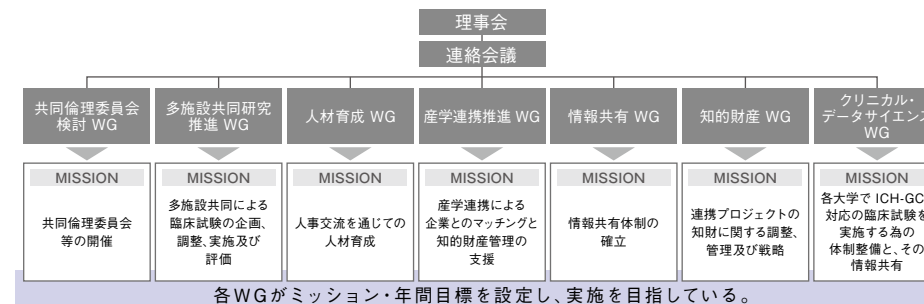 理事会
連絡会議
共同倫理委員会
検討 WG
多施設共同研究
推進 WG
人材育成 WG
産学連携推進 WG
情報共有 WG
知的財産 WG
クリニカル・
データサイエンス
WG
MISSION
共同倫理委員会
等の開催
MISSION
多施設共同による
臨床試験の企画、
調整、実施及び
評価
MISSION
人事交流を通じての
人材育成
MISSION
産学連携による
企業とのマッチングと
知的財産管理の
支援
MISSION
情報共有体制の
確立
MISSION
連携プロジェクトの
知財に関する調整、
管理及び戦略
MISSION
各大学で ICH-GC
対応の臨床試験を
実施する為の
体制整備と、その
情報共有
各WGがミッション・年間目標を設定し、実施を目指している。